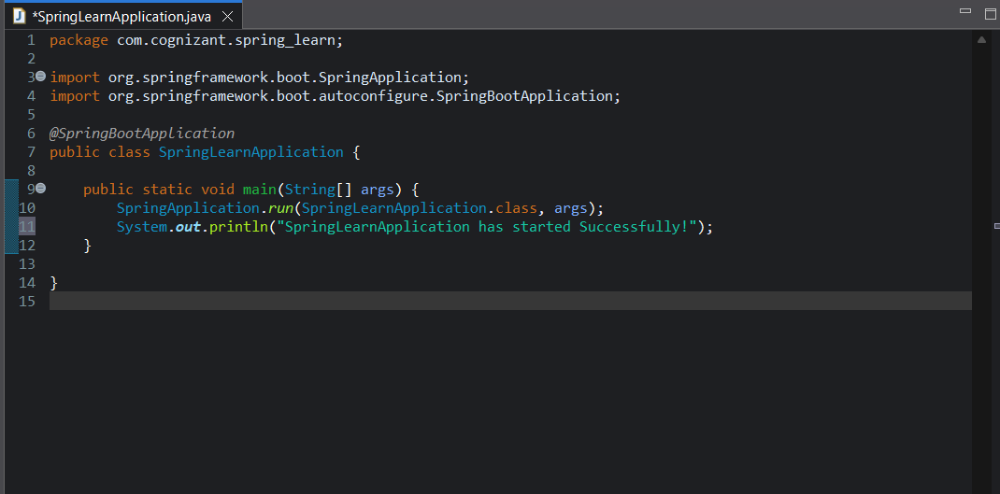 *SpringLearnApplication.java
1 package com.cognizant.spring_learn;
2
3 import org.springframework.boot.SpringApplication;
4 import org.springframework.boot.autoconfigure.SpringBootApplication;
5
6 @SpringBootApplication
7 public class SpringLearnApplication {
8
9     public static void main(String[] args) {
10         SpringApplication.run(SpringLearnApplication.class, args);
11         System.out.println("SpringLearnApplication has started Successfully!");
12     }
13
14 }
15